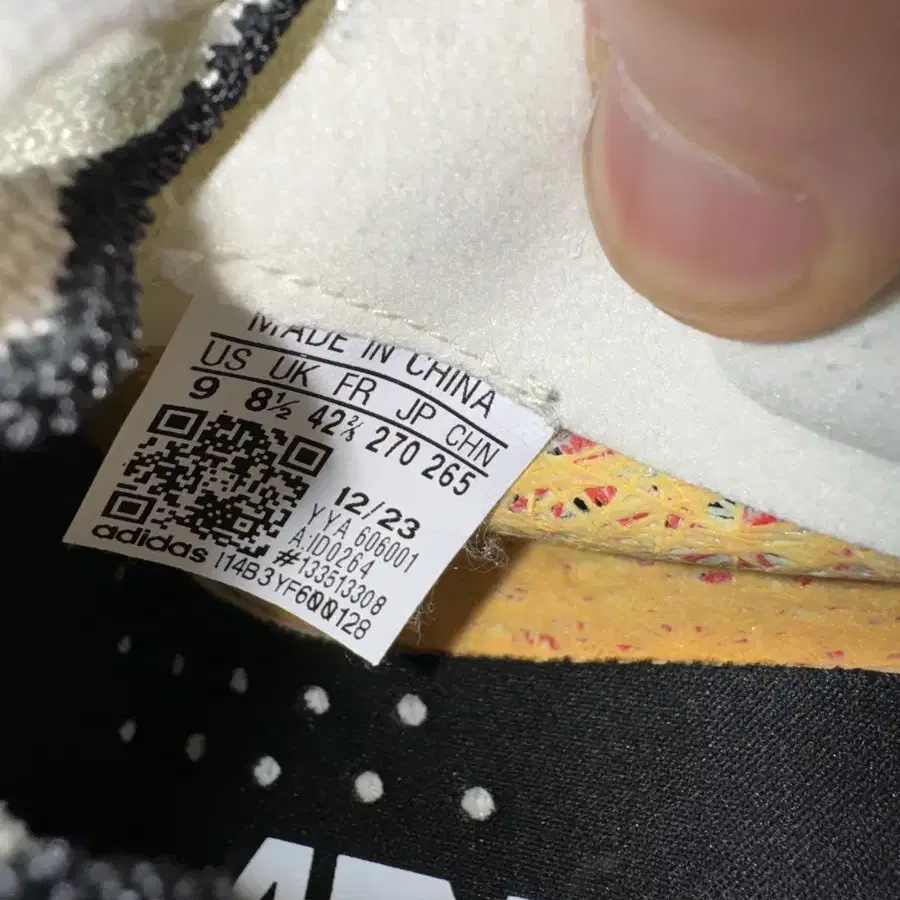 MADE IN CHINA
US UK FR JP CHN
9 8½ 42⅔ 270 265
12/23
YYA 606001
A:ID0264
#133513308
adidas I14B3YF6QQ128